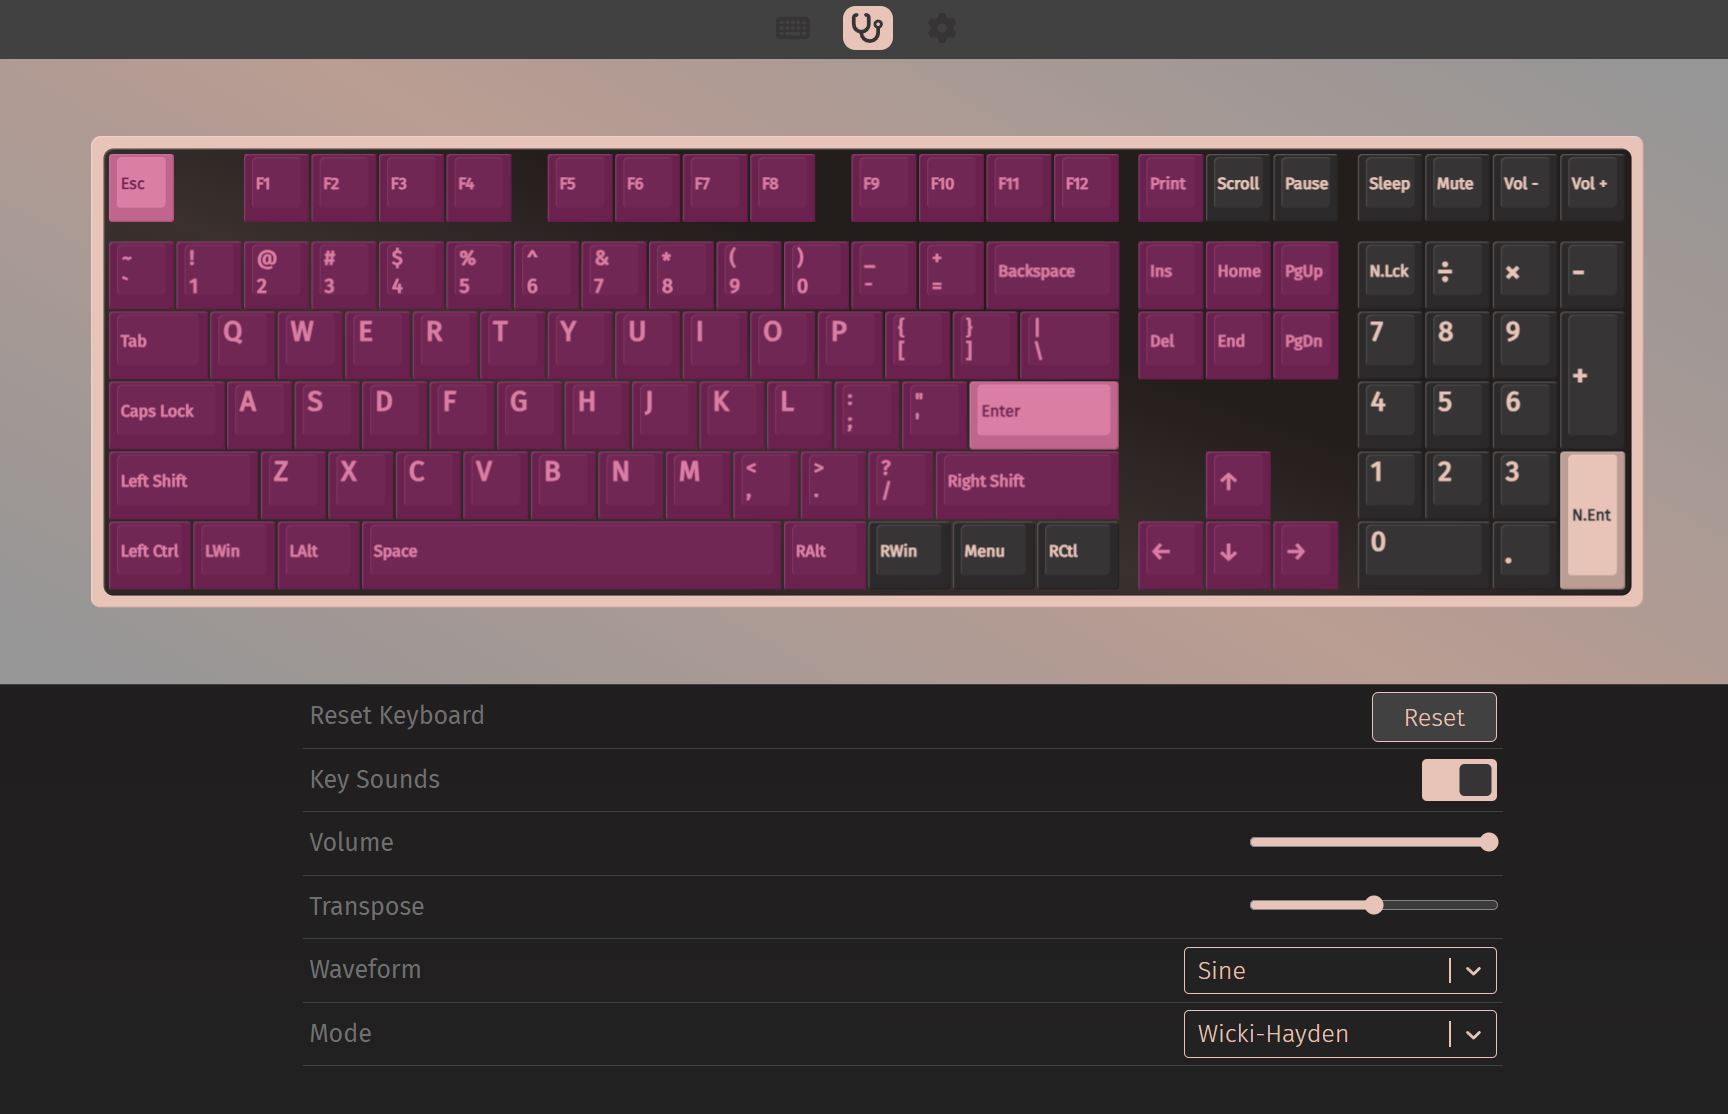 Esc F1 F2 F3 F4 F5 F6 F7 F8 F9 F10 F11 F12 Print Scroll Pause Sleep Mute Vol - Vol +
~ ! @ # $ % ^ & * ( ) _ +
` 1 2 3 4 5 6 7 8 9 0 - = Backspace Ins Home PgUp N.Lck ÷ × -
Tab Q W E R T Y U I O P { } | Del End PgDn 7 8 9 +
[ ] \
Caps Lock A S D F G H J K L : " Enter 4 5 6
; '
Left Shift Z X C V B N M < > ? Right Shift ↑ 1 2 3 N.Ent
, . /
Left Ctrl LWin LAlt Space RAlt RWin Menu RCtl ← ↓ → 0 .
Reset Keyboard Reset
Key Sounds
Volume
Transpose
Waveform Sine
Mode Wicki-Hayden